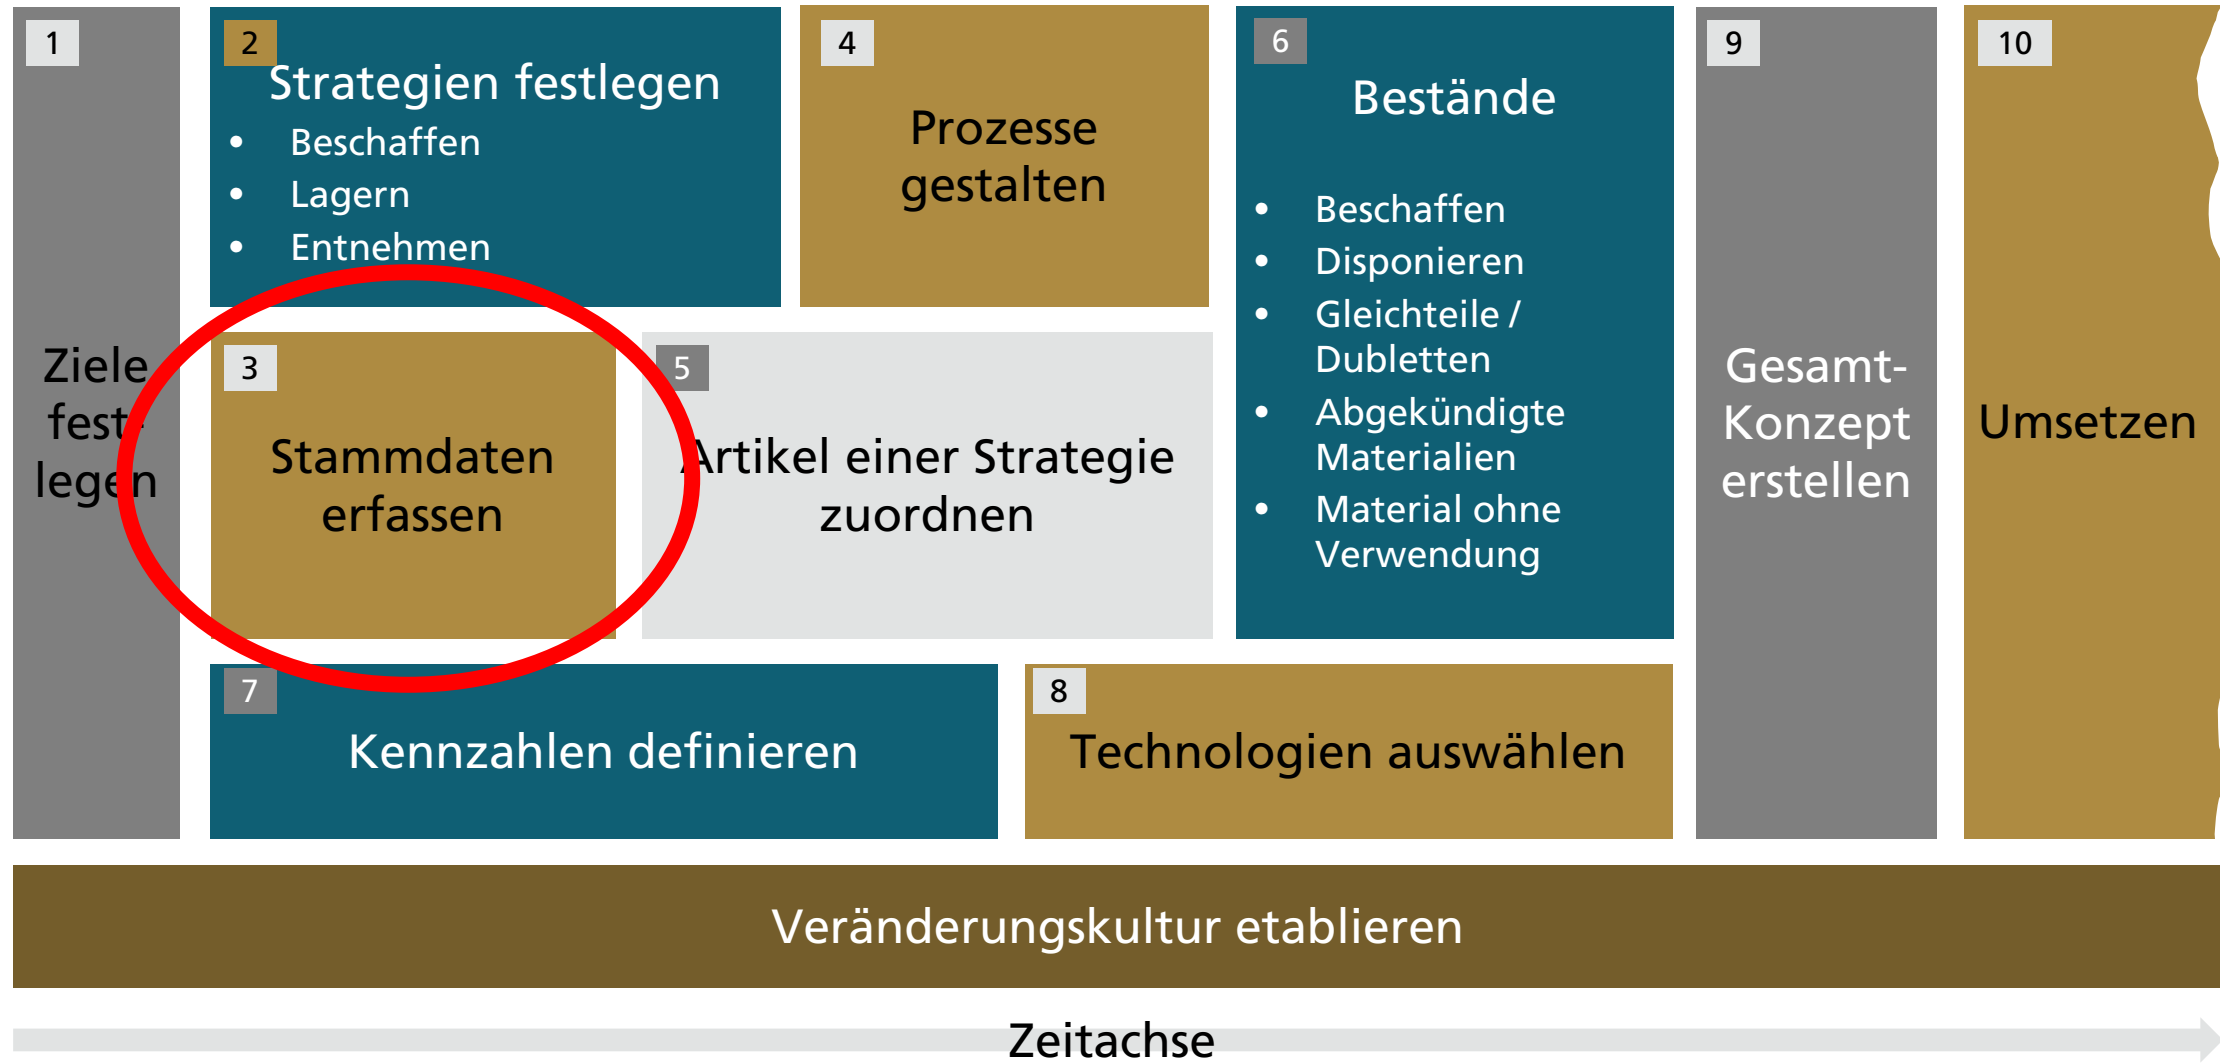 1
Ziele
fest-
legen
2
Strategien festlegen
• Beschaffen
• Lagern
• Entnehmen
3
Stammdaten
erfassen
4
Prozesse
gestalten
5
Artikel einer Strategie
zuordnen
6
Bestände
• Beschaffen
• Disponieren
• Gleichteile /
Dubletten
• Abgekündigte
Materialien
• Material ohne
Verwendung
7
Kennzahlen definieren
8
Technologien auswählen
9
Gesamt-
Konzept
erstellen
10
Umsetzen
Veränderungskultur etablieren
Zeitachse